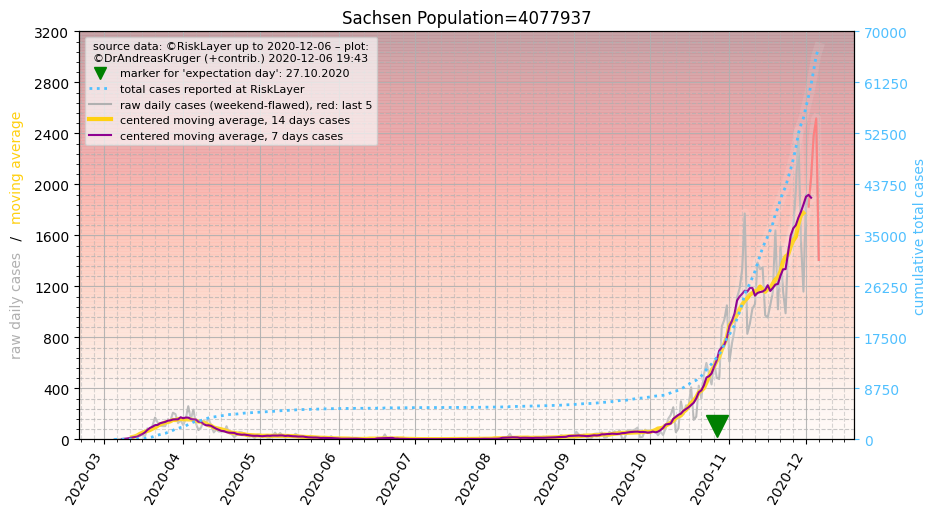 Sachsen Population=4077937
source data: ©RiskLayer up to 2020-12-06 – plot:
©DrAndreasKruger (+contrib.) 2020-12-06 19:43
marker for 'expectation day': 27.10.2020
total cases reported at RiskLayer
raw daily cases (weekend-flawed), red: last 5
centered moving average, 14 days cases
centered moving average, 7 days cases
raw daily cases / moving average
3200
2800
2400
2000
1600
1200
800
400
0
70000
61250
52500
43750
35000
26250
17500
8750
0
cumulative total cases
2020-03
2020-04
2020-05
2020-06
2020-07
2020-08
2020-09
2020-10
2020-11
2020-12